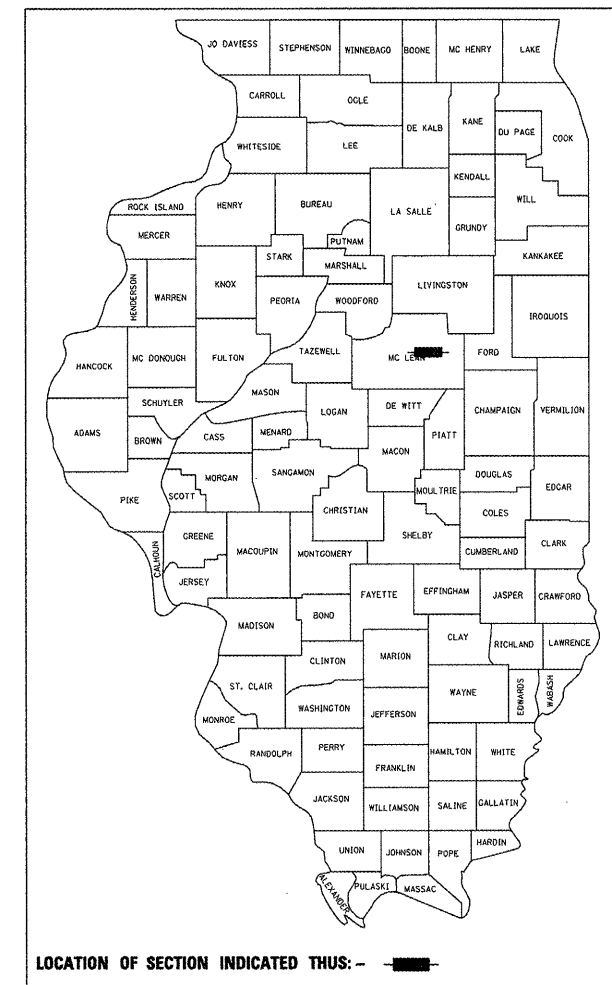 JO DAVIESS
STEPHENSON
WINNEBAGO
BOONE
MC HENRY
LAKE
CARROLL
OGLE
DE KALB
KANE
DU PAGE
COOK
WHITESIDE
LEE
KENDALL
WILL
ROCK ISLAND
HENRY
BUREAU
LA SALLE
GRUNDY
MERCER
PUTNAM
STARK
MARSHALL
KANKAKEE
HENDERSON
WARREN
KNOX
PEORIA
WOODFORD
LIVINGSTON
IROQUOIS
HANCOCK
MC DONOUGH
FULTON
TAZEWELL
MC LEAN
FORD
MASON
SCHUYLER
LOGAN
DE WITT
CHAMPAIGN
VERMILION
ADAMS
BROWN
CASS
MENARD
MACON
PIATT
MORGAN
SANGAMON
DOUGLAS
EDGAR
PIKE
SCOTT
CHRISTIAN
MOULTRIE
COLES
CALHOUN
GREENE
MACOUPIN
MONTGOMERY
SHELBY
CUMBERLAND
CLARK
JERSEY
FAYETTE
EFFINGHAM
JASPER
CRAWFORD
MADISON
BOND
CLAY
RICHLAND
LAWRENCE
CLINTON
MARION
ST. CLAIR
WAYNE
EDWARDS
WABASH
MONROE
WASHINGTON
JEFFERSON
RANDOLPH
PERRY
HAMILTON
WHITE
FRANKLIN
JACKSON
WILLIAMSON
SALINE
GALLATIN
UNION
JOHNSON
POPE
HARDIN
ALEXANDER
PULASKI
MASSAC
LOCATION OF SECTION INDICATED THUS: -